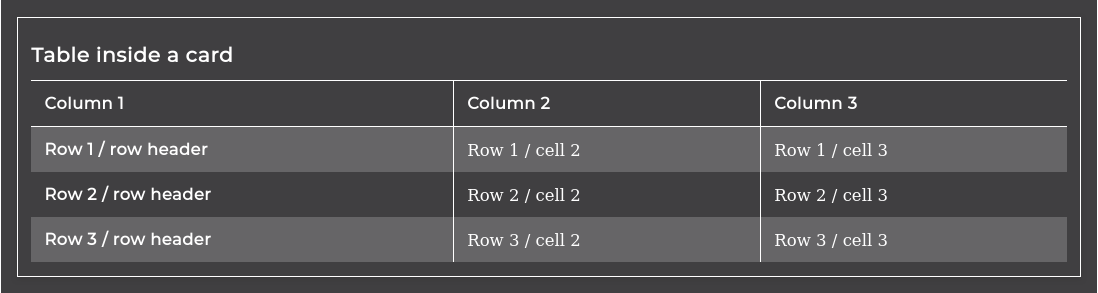 Table inside a card
Column 1 Column 2 Column 3
Row 1 / row header Row 1 / cell 2 Row 1 / cell 3
Row 2 / row header Row 2 / cell 2 Row 2 / cell 3
Row 3 / row header Row 3 / cell 2 Row 3 / cell 3